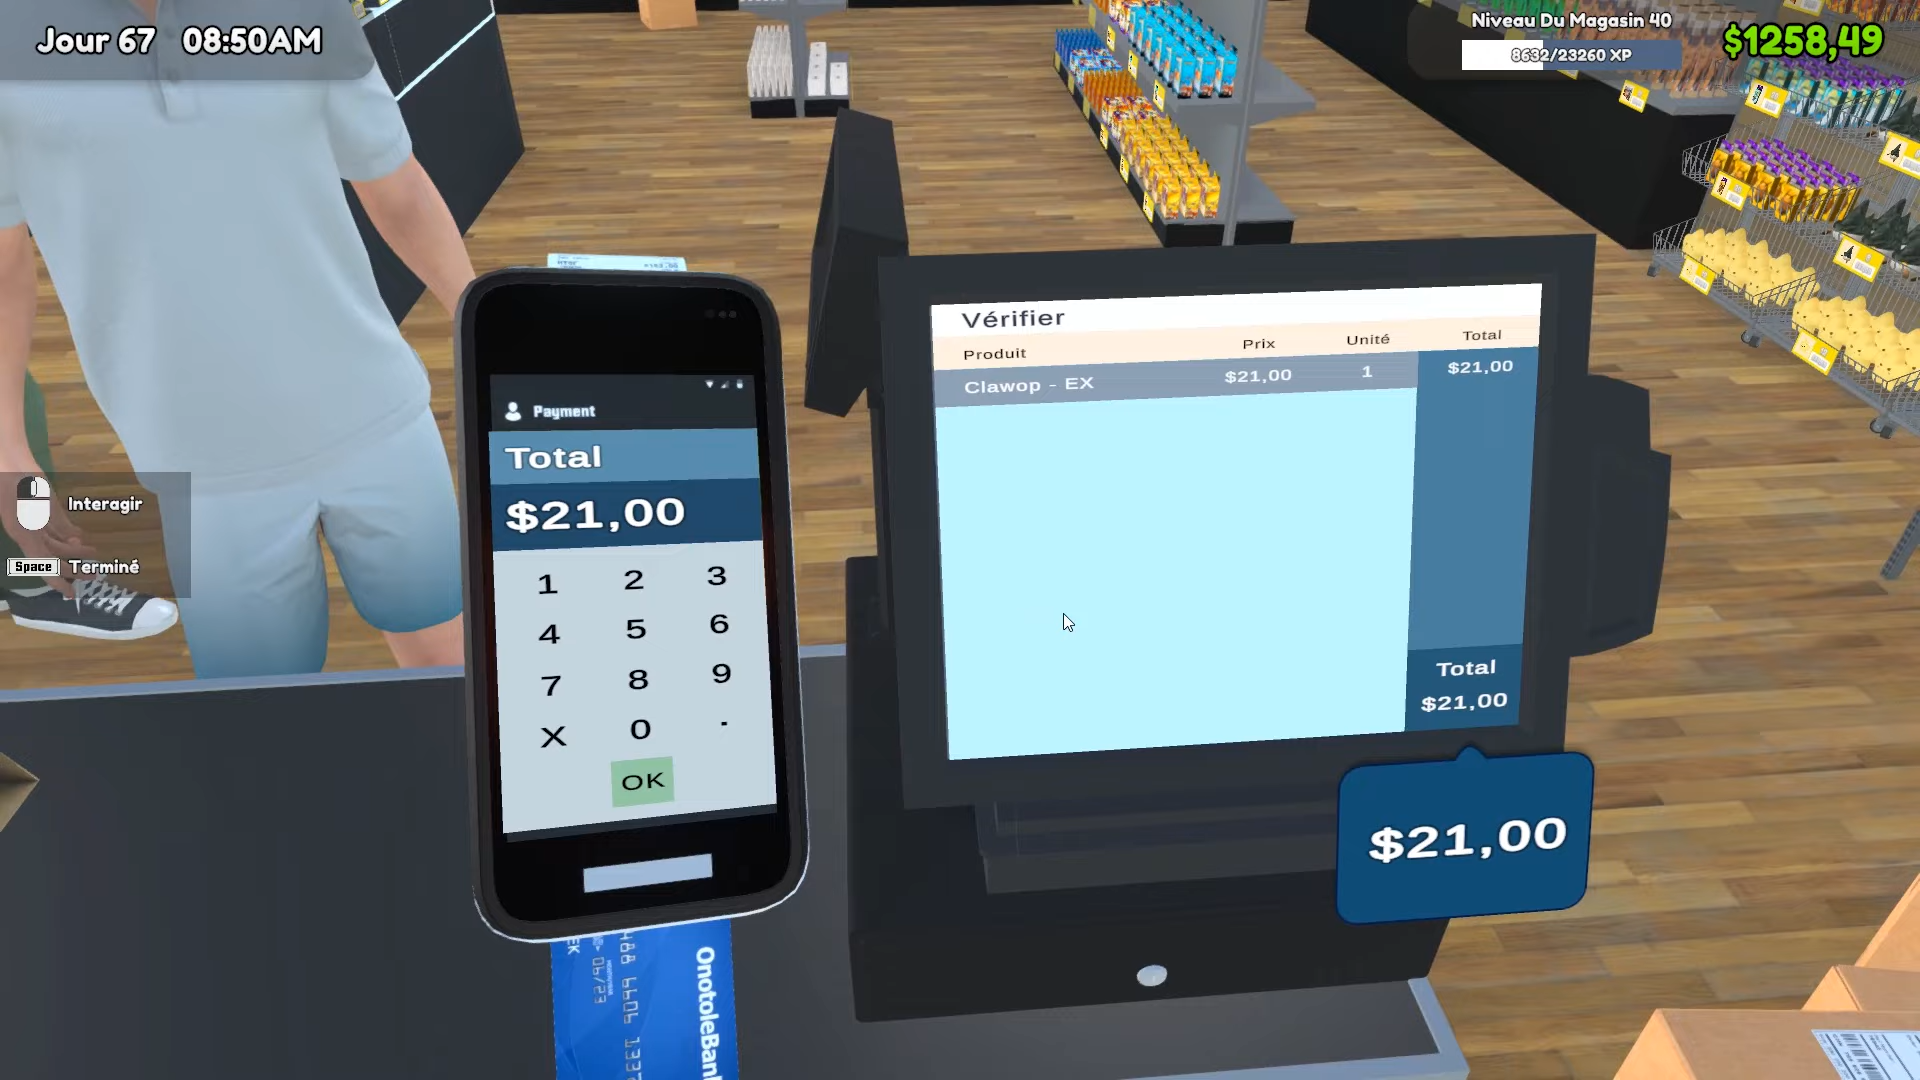 Jour 67 08:50AM
Niveau Du Magasin 40
8632/23260 XP
$1258,49
Interagir
Space Terminé
Payment
Total
$21,00
1 2 3
4 5 6
7 8 9
X 0 .
OK
Vérifier
Produit Prix Unité Total
Clawop - EX $21,00 1 $21,00
Total
$21,00
$21,00
OnotoleBank